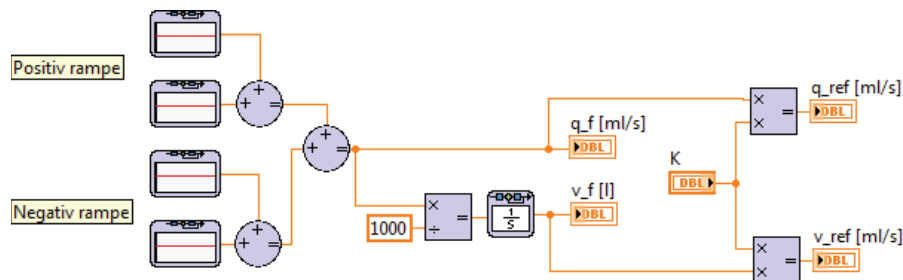 Positiv rampe
q_ref [ml/s]
DBL
q_f [ml/s]
DBL
K
DBL
v_f [l]
DBL
Negativ rampe
1000
1
s
v_ref [ml/s]
DBL